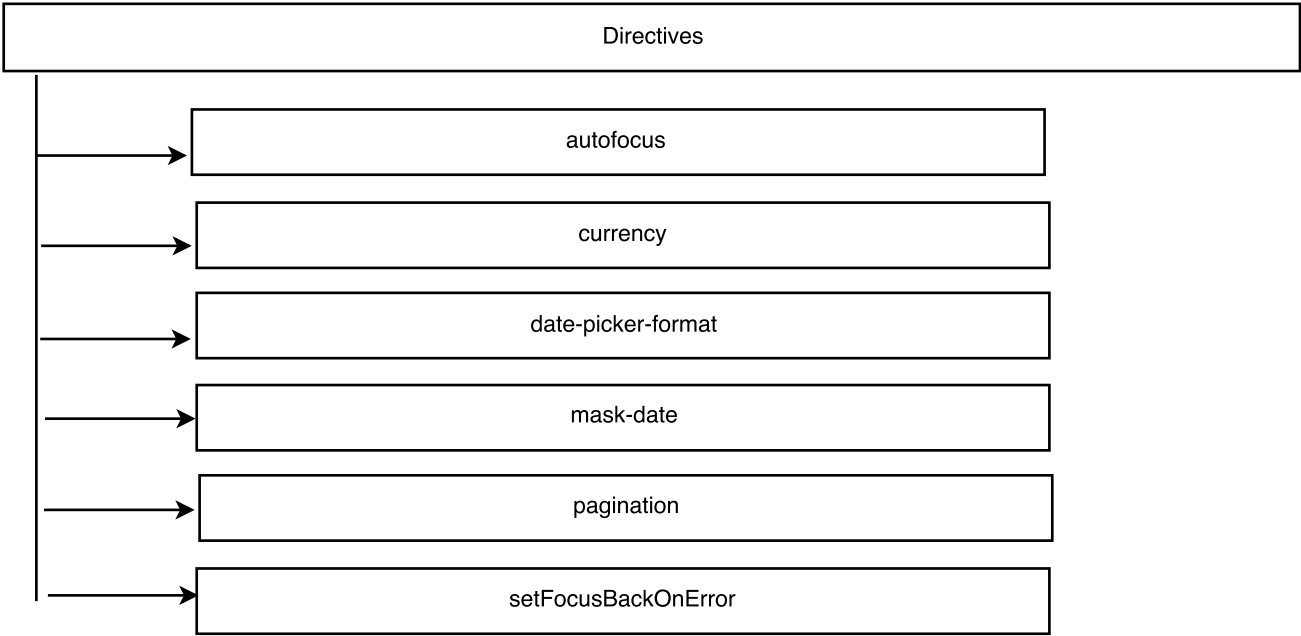 Directives
autofocus
currency
date-picker-format
mask-date
pagination
setFocusBackOnError